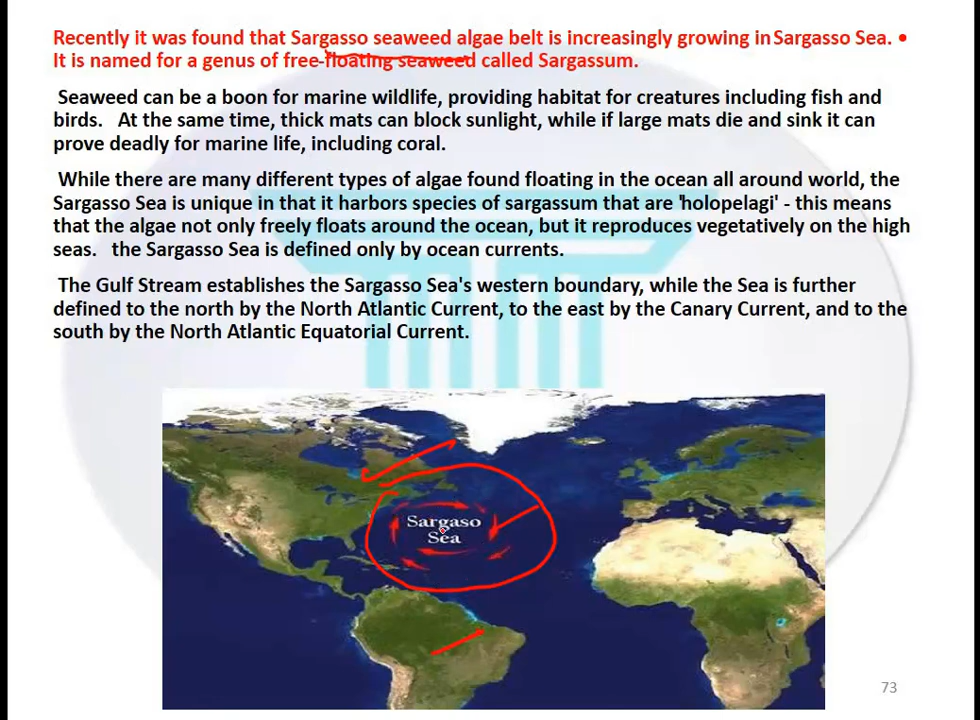 Recently it was found that Sargasso seaweed algae belt is increasingly growing in Sargasso Sea. •
It is named for a genus of free-floating seaweed called Sargassum.
Seaweed can be a boon for marine wildlife, providing habitat for creatures including fish and
birds. At the same time, thick mats can block sunlight, while if large mats die and sink it can
prove deadly for marine life, including coral.
While there are many different types of algae found floating in the ocean all around world, the
Sargasso Sea is unique in that it harbors species of sargassum that are 'holopelagi' - this means
that the algae not only freely floats around the ocean, but it reproduces vegetatively on the high
seas. the Sargasso Sea is defined only by ocean currents.
The Gulf Stream establishes the Sargasso Sea's western boundary, while the Sea is further
defined to the north by the North Atlantic Current, to the east by the Canary Current, and to the
south by the North Atlantic Equatorial Current.
Sargaso
Sea
73